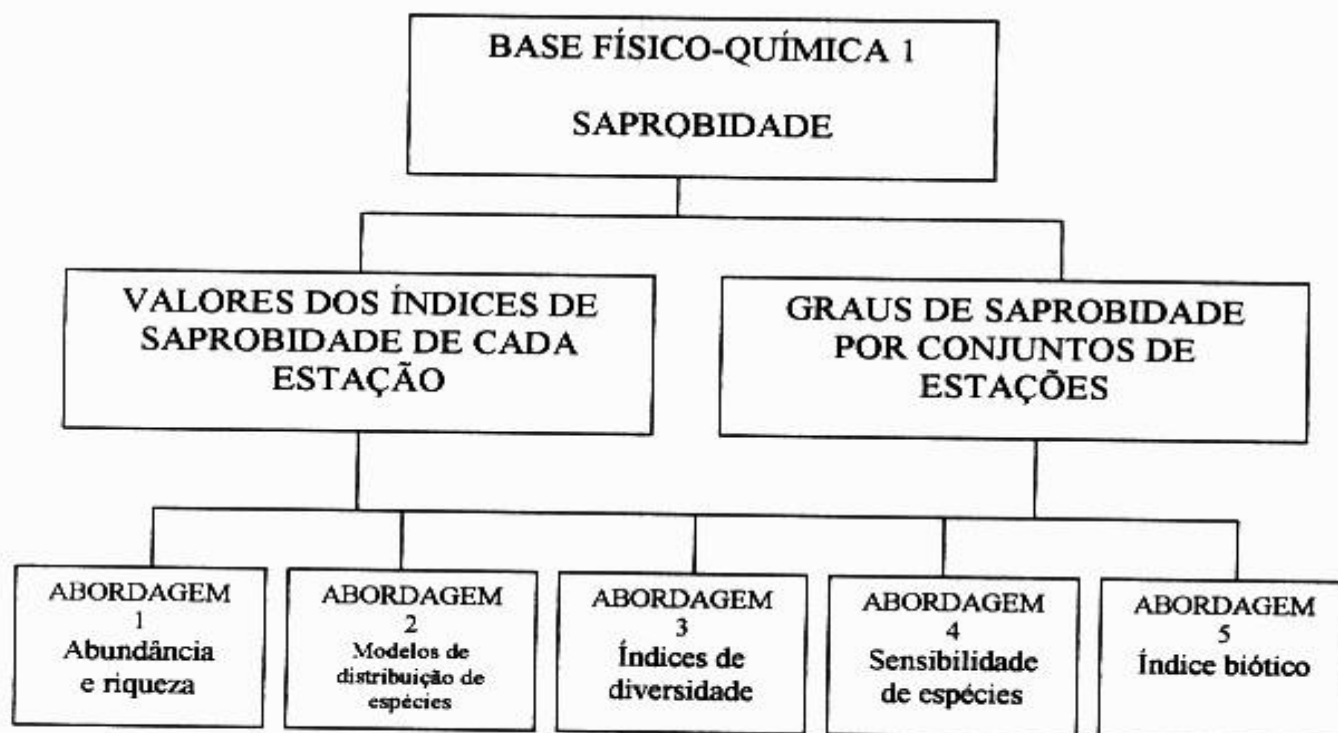 BASE FÍSICO-QUÍMICA 1
SAPROBIDADE
VALORES DOS ÍNDICES DE
SAPROBIDADE DE CADA
ESTAÇÃO
GRAUS DE SAPROBIDADE
POR CONJUNTOS DE
ESTAÇÕES
ABORDAGEM
1
Abundância
e riqueza
ABORDAGEM
2
Modelos de
distribuição de
espécies
ABORDAGEM
3
Índices de
diversidade
ABORDAGEM
4
Sensibilidade
de espécies
ABORDAGEM
5
Índice biótico